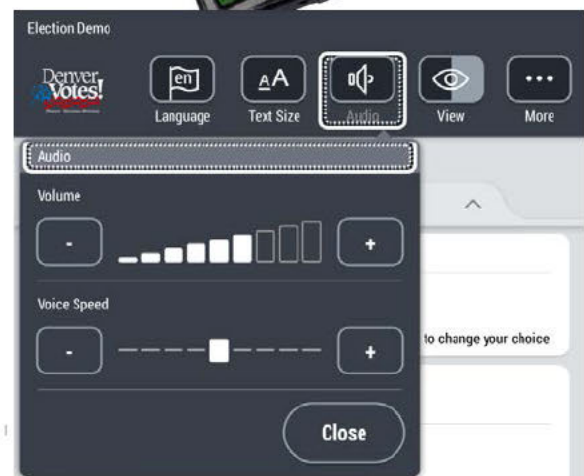 Election Demo
Denver
Votes!
en
AA
Language
Text Size
Audio
View
More
Audio
Volume
-
+
Voice Speed
-
+
to change your choice
Close